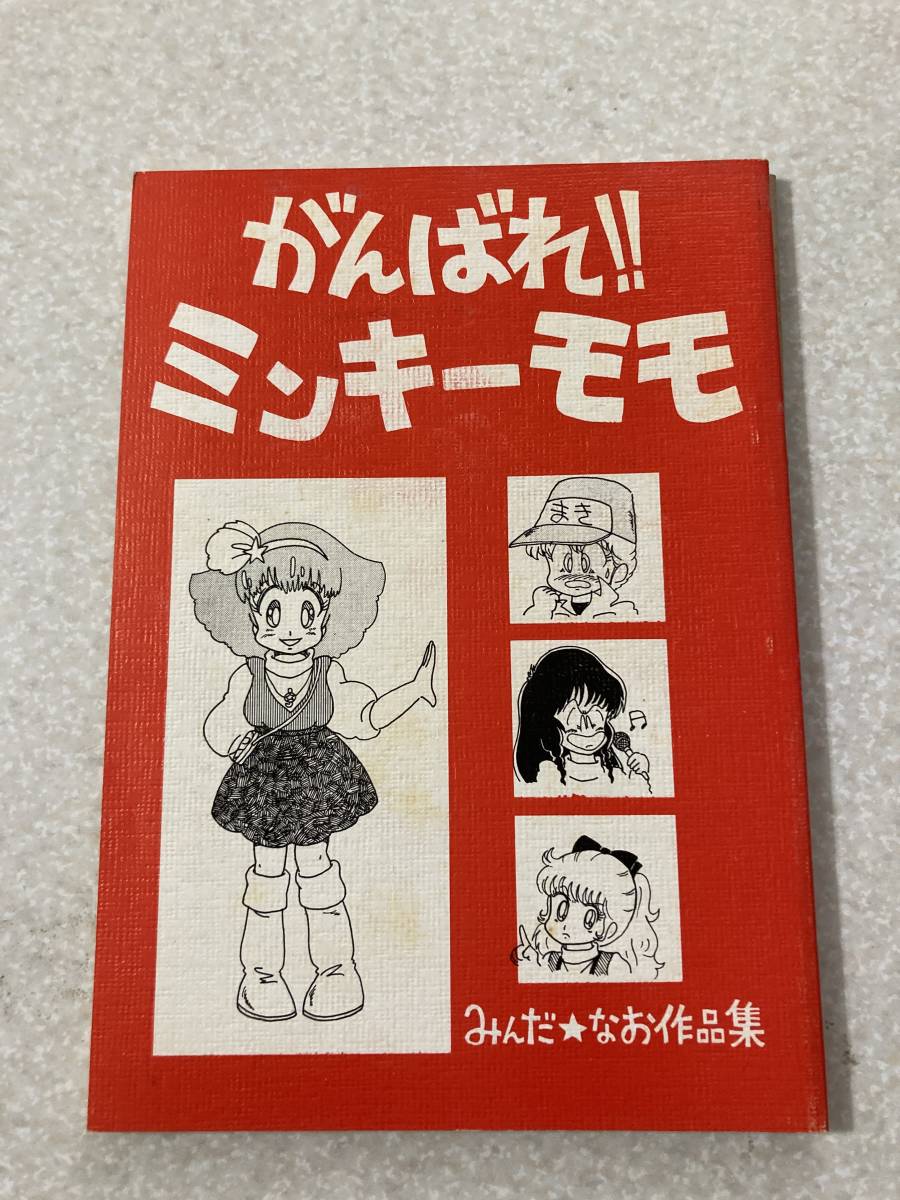 がんばれ!!
ミンキーモモ
まき
みんだ★なお作品集